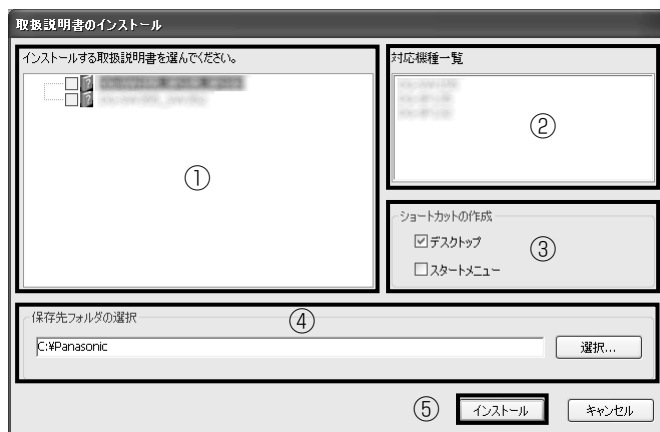 取扱説明書のインストール
インストールする取扱説明書を選んでください。
①
対応機種一覧
②
ショートカットの作成
デスクトップ
スタートメニュー
③
保存先フォルダの選択
④
C:¥Panasonic
選択...
⑤
インストール
キャンセル